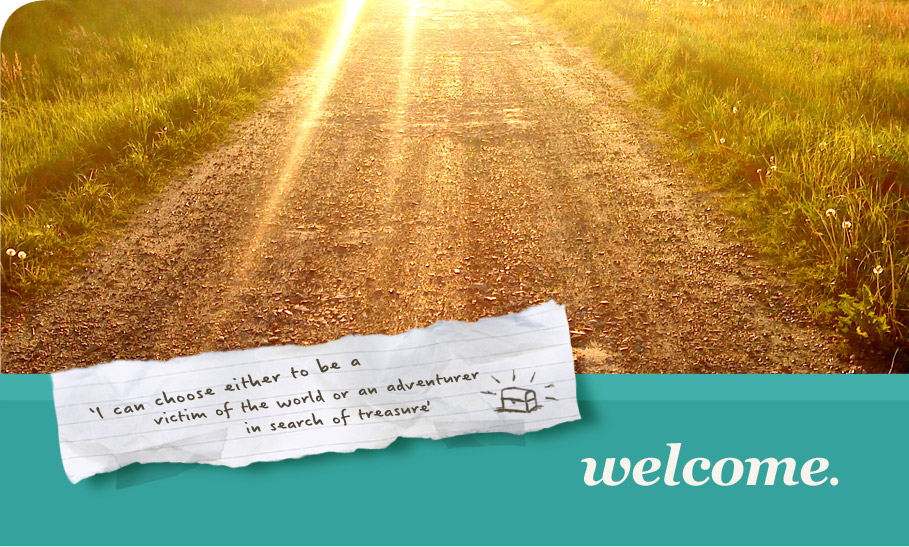 'I can choose either to be a
victim of the world or an adventurer
in search of treasure'
welcome.